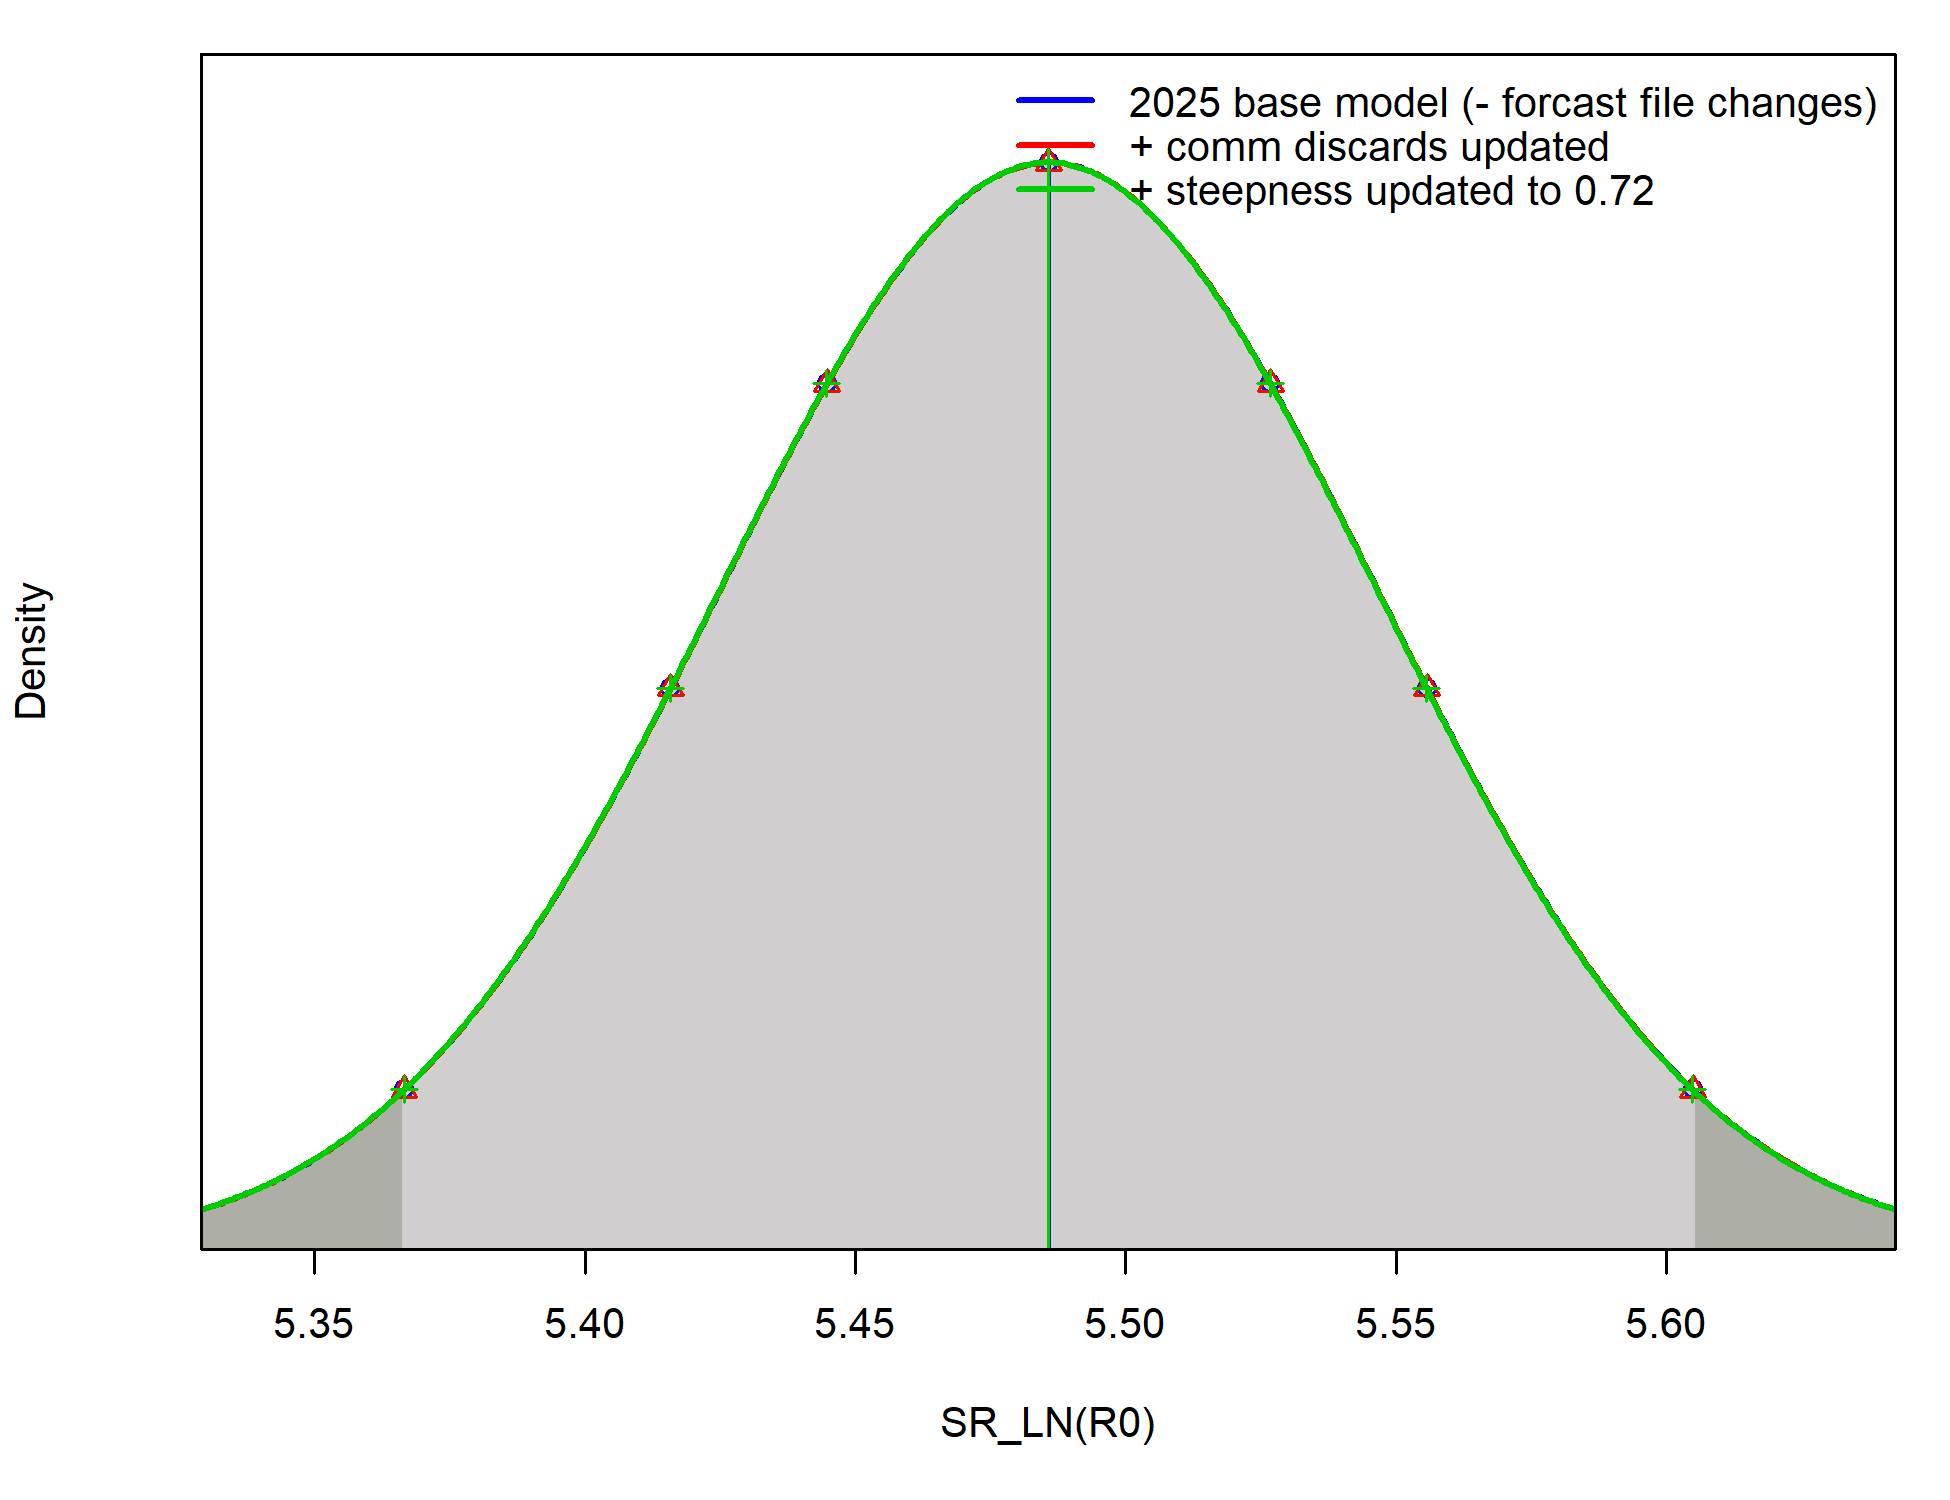 2025 base model (- forcast file changes)
+ comm discards updated
+ steepness updated to 0.72
Density
5.35 5.40 5.45 5.50 5.55 5.60
SR_LN(R0)